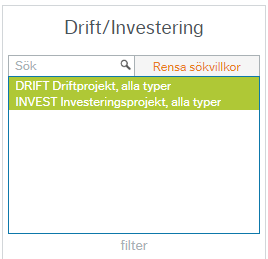 Drift/Investering
Sök Rensa sökvillkor
DRIFT Driftprojekt, alla typer
INVEST Investeringsprojekt, alla typer
filter